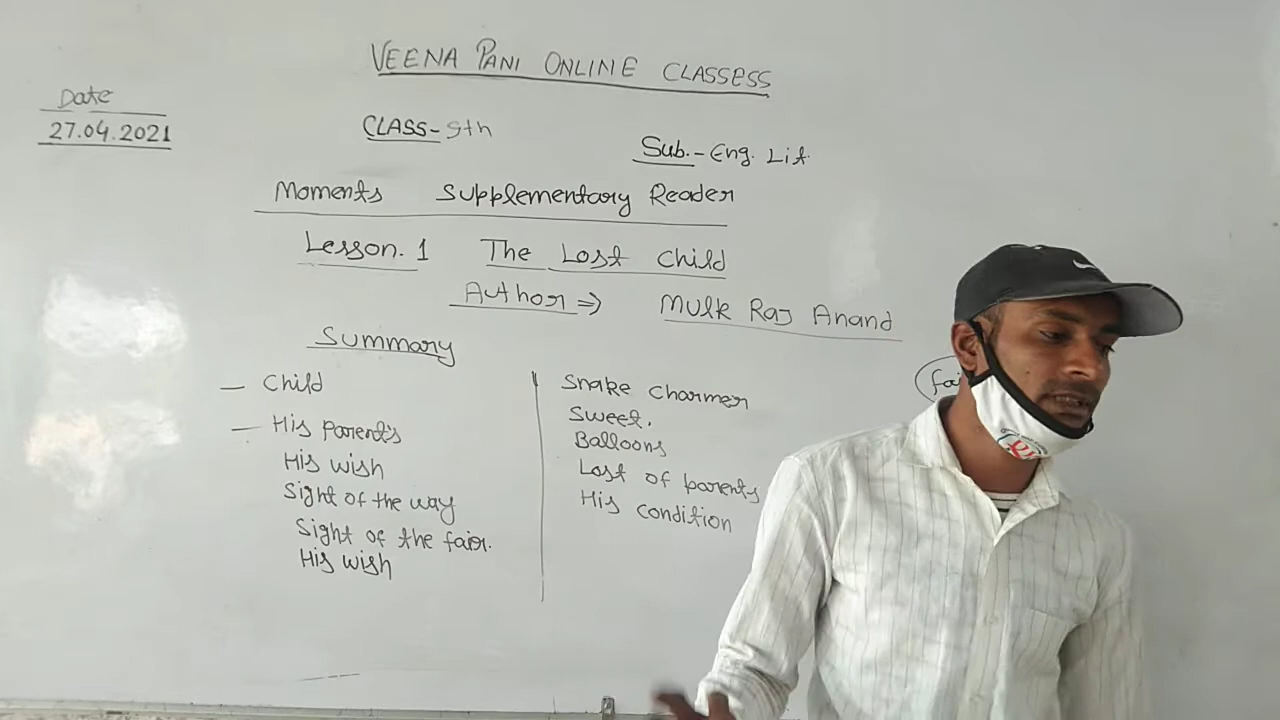 VEENA PANI ONLINE CLASSESS
Date
27.04.2021
CLASS-9th
Sub.-Eng. Lit
Moments Supplementary Reader
Lesson. 1 The Lost Child
Author ⇒ Mulk Raj Anand
Summary
— Child
— His parent's
His wish
Sight of the way
Sight of the fair.
His wish
Snake Charmer
Sweet.
Balloons
Lost of parents
His condition